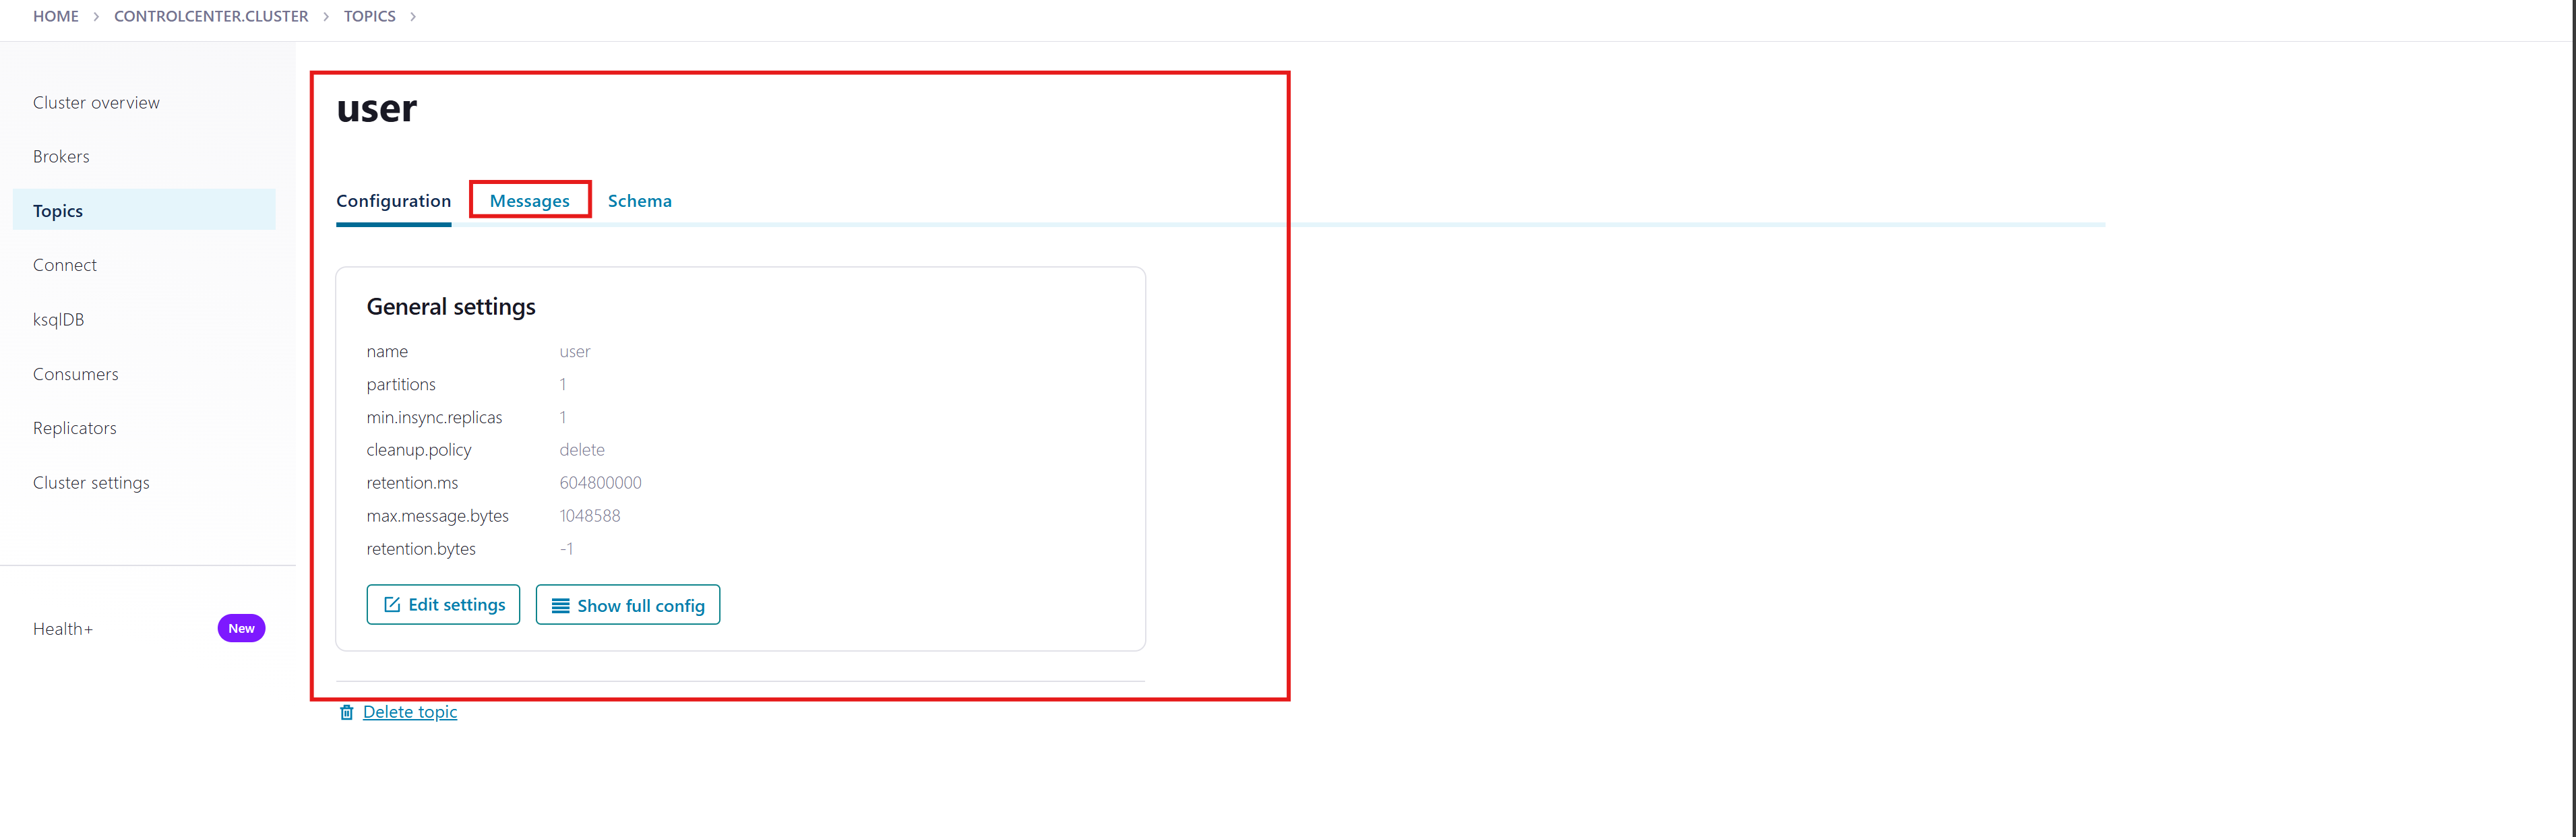 HOME > CONTROLCENTER.CLUSTER > TOPICS >
Cluster overview
Brokers
Topics
Connect
ksqlDB
Consumers
Replicators
Cluster settings
Health+ New
user
Configuration Messages Schema
General settings
name user
partitions 1
min.insync.replicas 1
cleanup.policy delete
retention.ms 604800000
max.message.bytes 1048588
retention.bytes -1
Edit settings Show full config
Delete topic